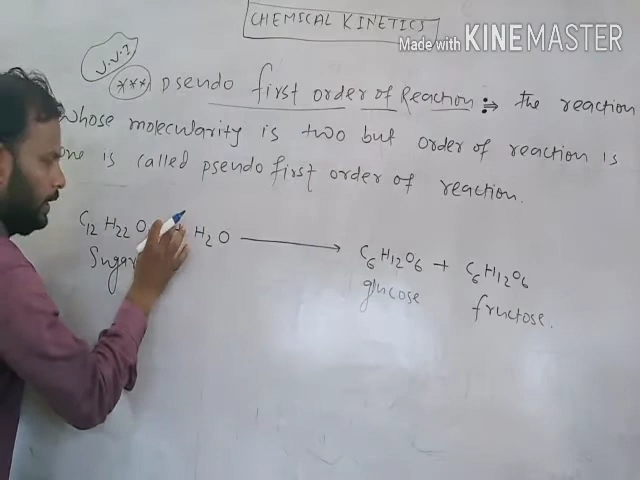 CHEMICAL KINETICS
Made with KINEMASTER
V.V.I
*** Pseudo first order of Reaction :⇒ the reaction
whose molecularity is two but order of reaction is
one is called pseudo first order of reaction.
C12 H22 O + H2O ⟶ C6H12O6 + C6H12O6
Sugar glucose fructose.